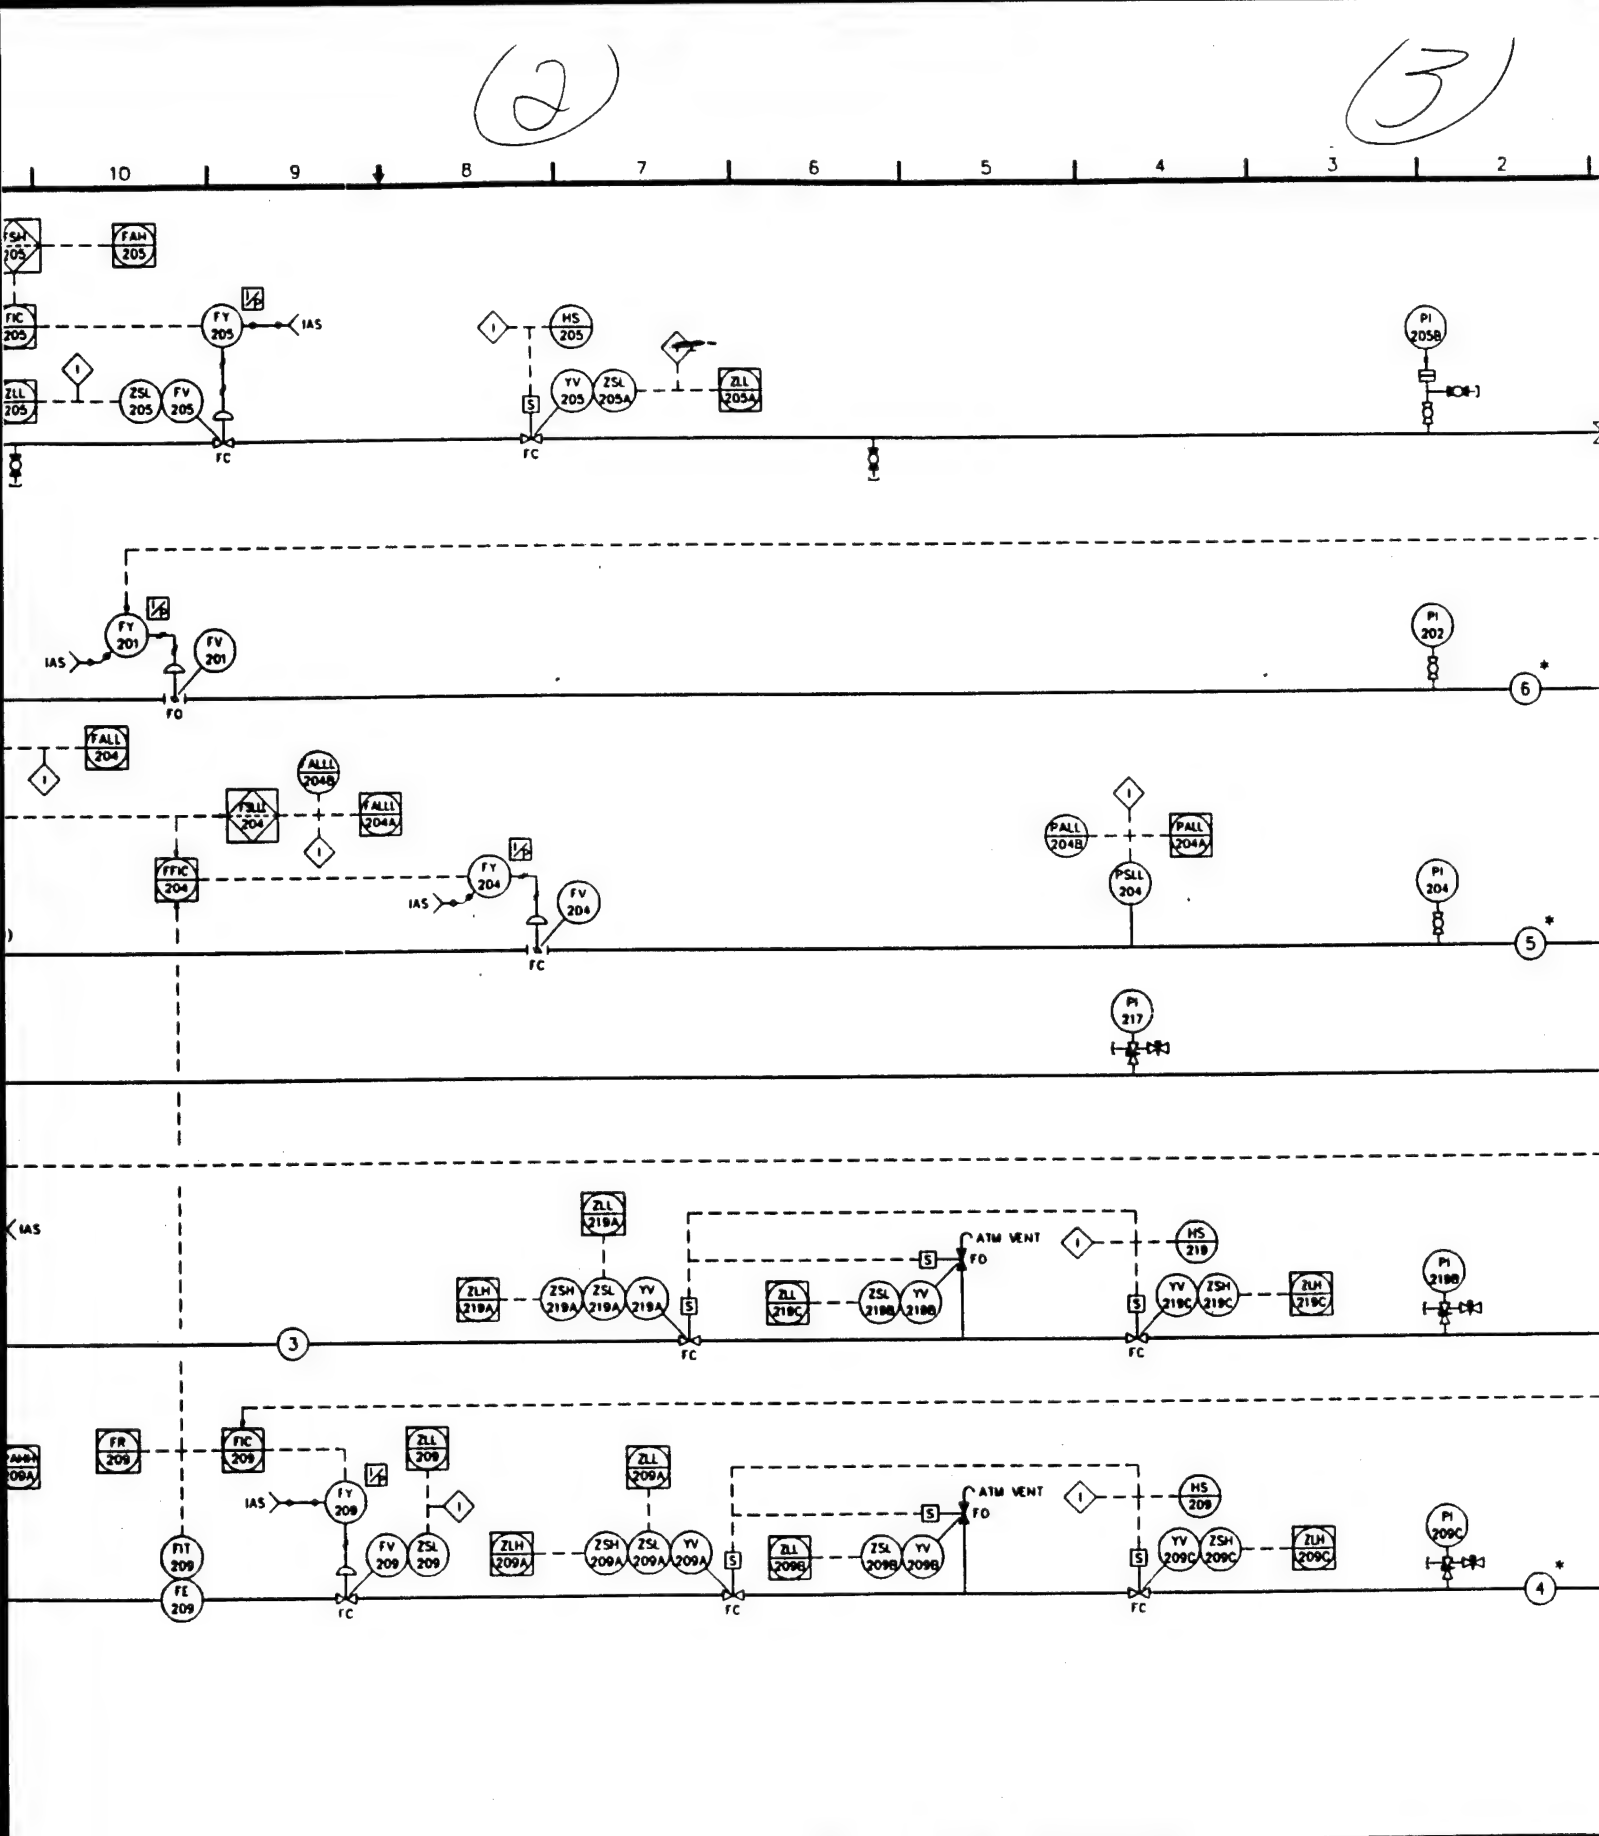 2 3
10 9 8 7 6 5 4 3 2
FSH 205
FAH 205
FIC 205
FY 205
I/P
IAS
I
HS 205
PI 205B
ZLL 205
I
ZSL 205
FV 205
S
YV 205
ZSL 205A
ZLL 205A
FC
FC
FY 201
I/P
IAS
FV 201
FO
PI 202
6 *
FALL 204
I
FSLL 204
FALLL 204B
FALLL 204A
I
FFIC 204
FY 204
I/P
IAS
FV 204
FC
I
PALL 204B
PALL 204A
PSLL 204
PI 204
5 *
)
PI 217
IAS
ZLL 219A
ZLH 219A
ZSH 219A
ZSL 219A
YV 219A
S
FC
S
ATM VENT
FO
ZLL 219C
ZSL 219B
YV 219B
I
HS 219
S
YV 219C
ZSH 219C
ZLH 219C
FC
PI 219B
3
209A
FR 209
FIC 209
ZLL 209
I/P
IAS
FY 209
I
FIT 209
FE 209
FV 209
ZSL 209
FC
ZLL 209A
ZLH 209A
ZSH 209A
ZSL 209A
YV 209A
S
FC
S
ATM VENT
FO
ZLL 209B
ZSL 209B
YV 209B
I
HS 209
S
YV 209C
ZSH 209C
ZLH 209C
FC
PI 209C
4 *